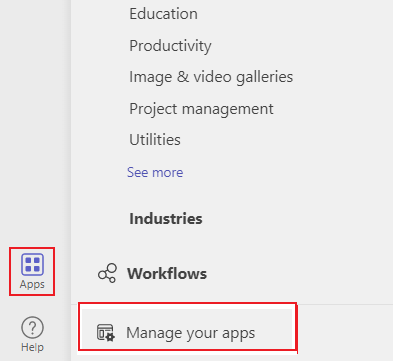 Education
Productivity
Image & video galleries
Project management
Utilities
See more
Industries
Workflows
Manage your apps
Apps
Help